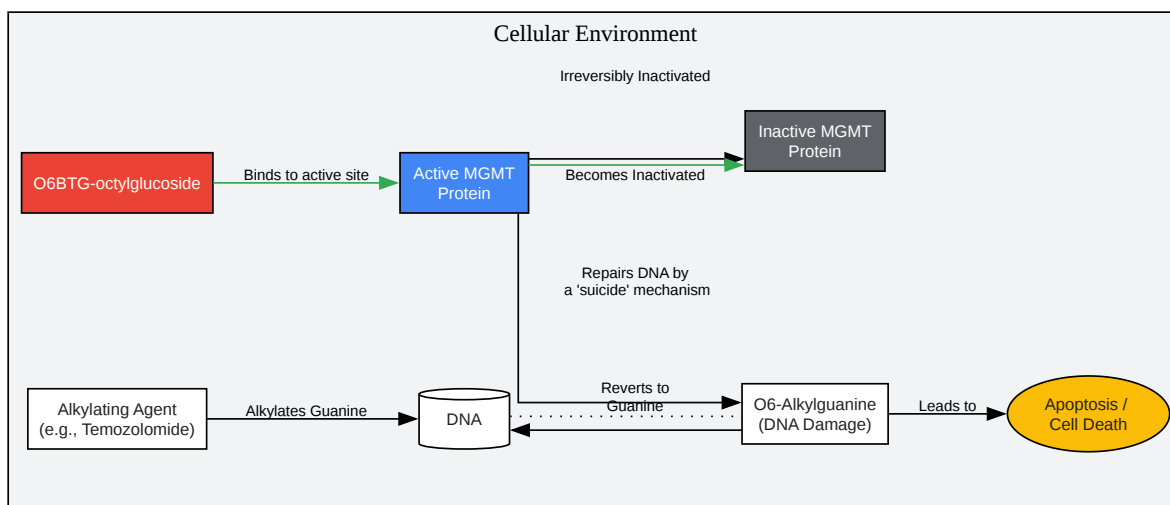 Cellular Environment
Irreversibly Inactivated
Inactive MGMT
Protein
O6BTG-octylglucoside
Binds to active site
Active MGMT
Protein
Becomes Inactivated
Repairs DNA by
a 'suicide' mechanism
Alkylating Agent
(e.g., Temozolomide)
Alkylates Guanine
DNA
Reverts to
Guanine
O6-Alkylguanine
(DNA Damage)
Leads to
Apoptosis /
Cell Death